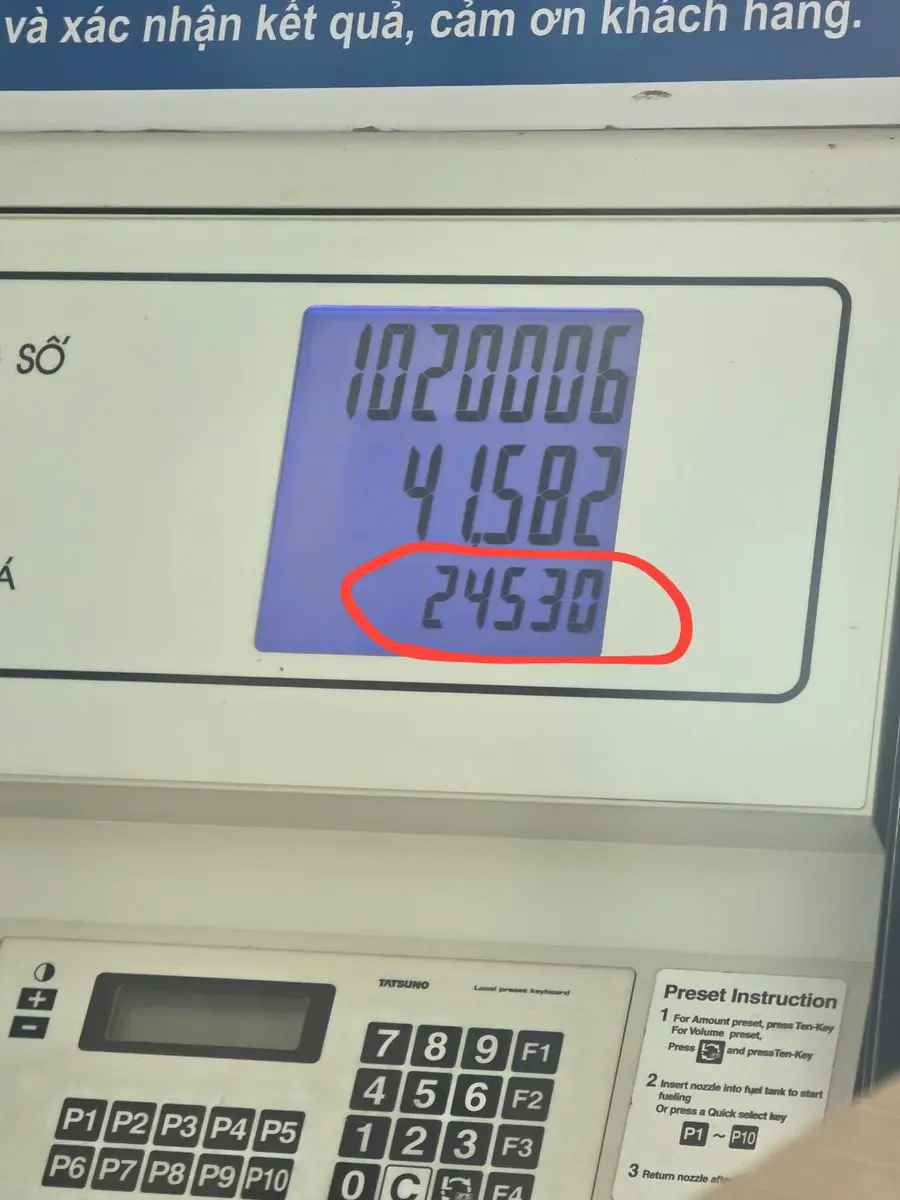 và xác nhận kết quả, cảm ơn khách hàng.
SỐ
1020006
41,582
Á
24530
TATSUNO
Local preset keyboard
+
-
7 8 9 F1
4 5 6 F2
1 2 3 F3
0 C F4
P1 P2 P3 P4 P5
P6 P7 P8 P9 P10
Preset Instruction
1 For Amount preset, press Ten-Key
For Volume preset,
Press and press Ten-Key
2 Insert nozzle into fuel tank to start
fueling
Or press a Quick select key
P1 ~ P10
3 Return nozzle